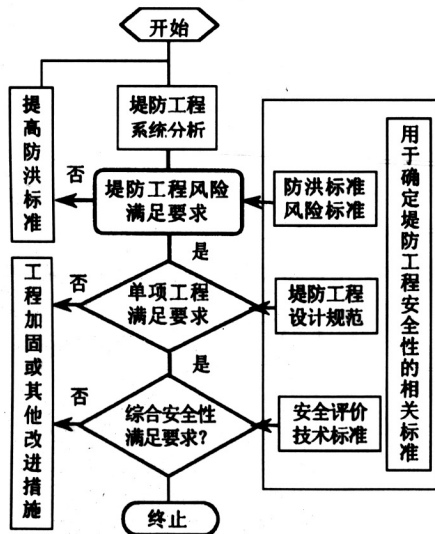 开始
提高防洪标准
堤防工程
系统分析
否
堤防工程风险
满足要求
防洪标准
风险标准
用于确定堤防工程安全性的相关标准
是
工程加固或其他改进措施
否
单项工程
满足要求
堤防工程
设计规范
是
否
综合安全性
满足要求?
安全评价
技术标准
终止